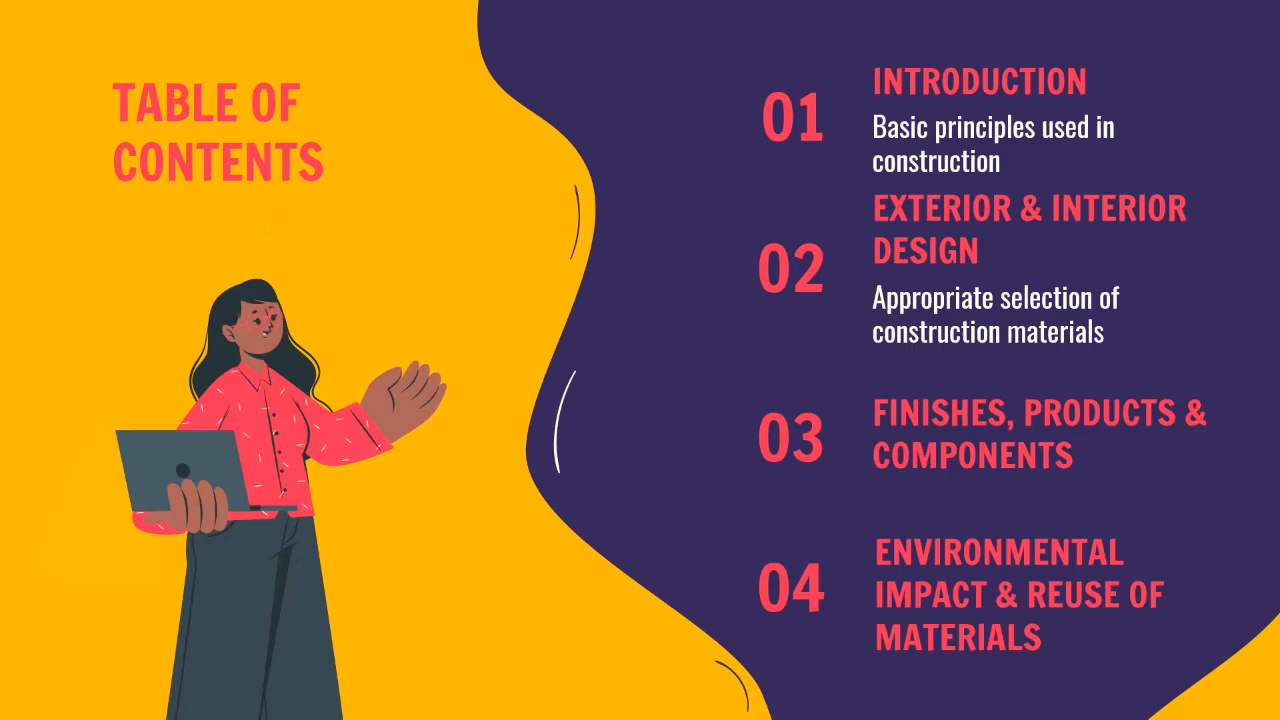 TABLE OF
CONTENTS
01
INTRODUCTION
Basic principles used in
construction
02
EXTERIOR & INTERIOR
DESIGN
Appropriate selection of
construction materials
03
FINISHES, PRODUCTS &
COMPONENTS
04
ENVIRONMENTAL
IMPACT & REUSE OF
MATERIALS